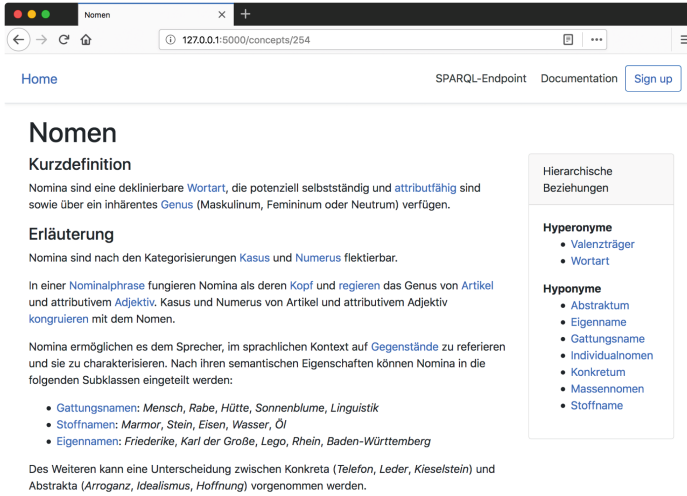 Nomen
127.0.0.1:5000/concepts/254
Home
SPARQL-Endpoint Documentation Sign up
Nomen
Kurzdefinition
Nomina sind eine deklinierbare Wortart, die potenziell selbstständig und attributfähig sind
sowie über ein inhärentes Genus (Maskulinum, Femininum oder Neutrum) verfügen.
Erläuterung
Nomina sind nach den Kategorisierungen Kasus und Numerus flektierbar.
In einer Nominalphrase fungieren Nomina als deren Kopf und regieren das Genus von Artikel
und attributivem Adjektiv. Kasus und Numerus von Artikel und attributivem Adjektiv
kongruieren mit dem Nomen.
Nomina ermöglichen es dem Sprecher, im sprachlichen Kontext auf Gegenstände zu referieren
und sie zu charakterisieren. Nach ihren semantischen Eigenschaften können Nomina in die
folgenden Subklassen eingeteilt werden:
• Gattungsnamen: Mensch, Rabe, Hütte, Sonnenblume, Linguistik
• Stoffnamen: Marmor, Stein, Eisen, Wasser, Öl
• Eigennamen: Friederike, Karl der Große, Lego, Rhein, Baden-Württemberg
Des Weiteren kann eine Unterscheidung zwischen Konkreta (Telefon, Leder, Kieselstein) und
Abstrakta (Arroganz, Idealismus, Hoffnung) vorgenommen werden.
Hierarchische
Beziehungen
Hyperonyme
• Valenzträger
• Wortart
Hyponyme
• Abstraktum
• Eigenname
• Gattungsname
• Individualnomen
• Konkretum
• Massennomen
• Stoffname